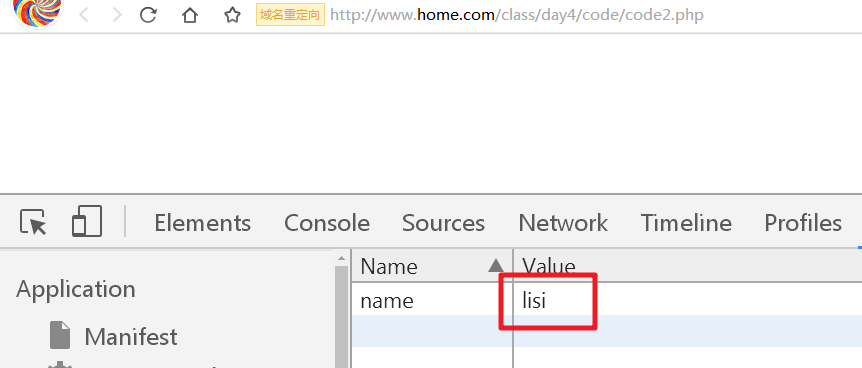 域名重定向 http://www.home.com/class/day4/code/code2.php
Elements Console Sources Network Timeline Profiles
Application
Manifest
Name Value
name lisi